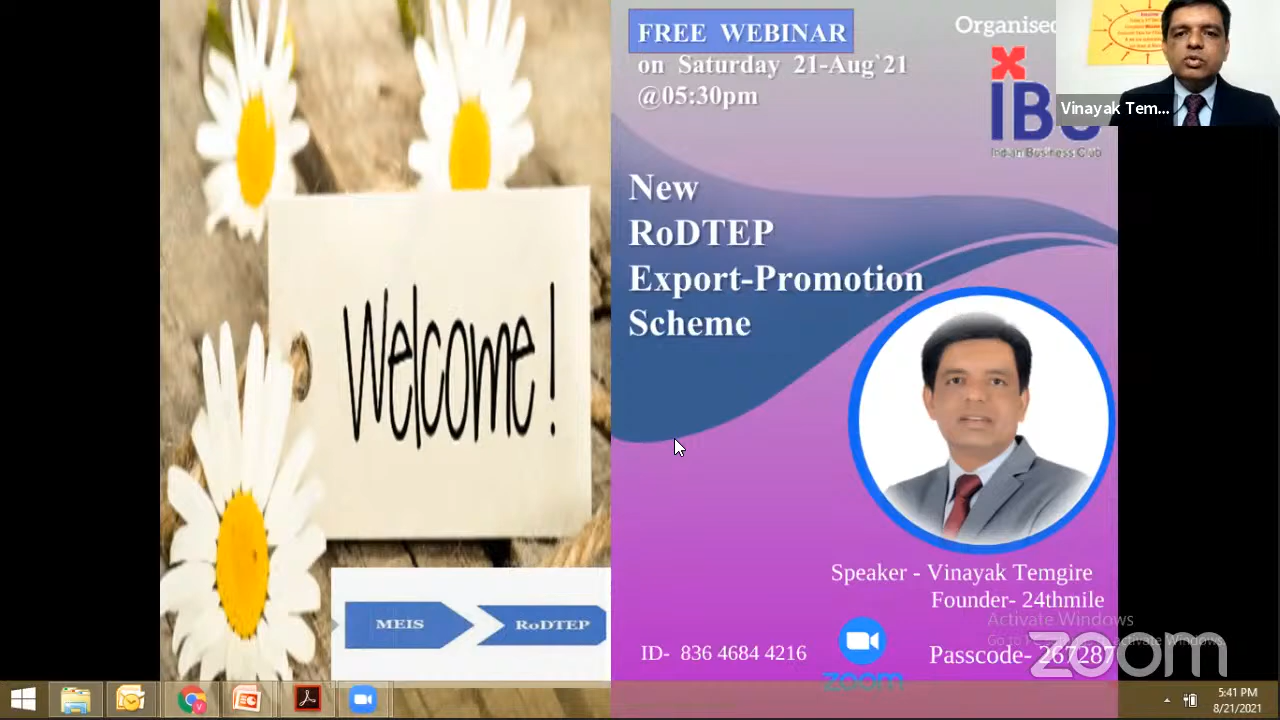 Welcome!
MEIS
RoDTEP
FREE WEBINAR
on Saturday 21-Aug`21
@05:30pm
Organised
Indian Business Club
New
RoDTEP
Export-Promotion
Scheme
Speaker - Vinayak Temgire
Founder- 24thmile
ID- 836 4684 4216
Passcode- 267287
zoom
Vinayak Tem...
Activate Windows
zoom
5:41 PM
8/21/2021